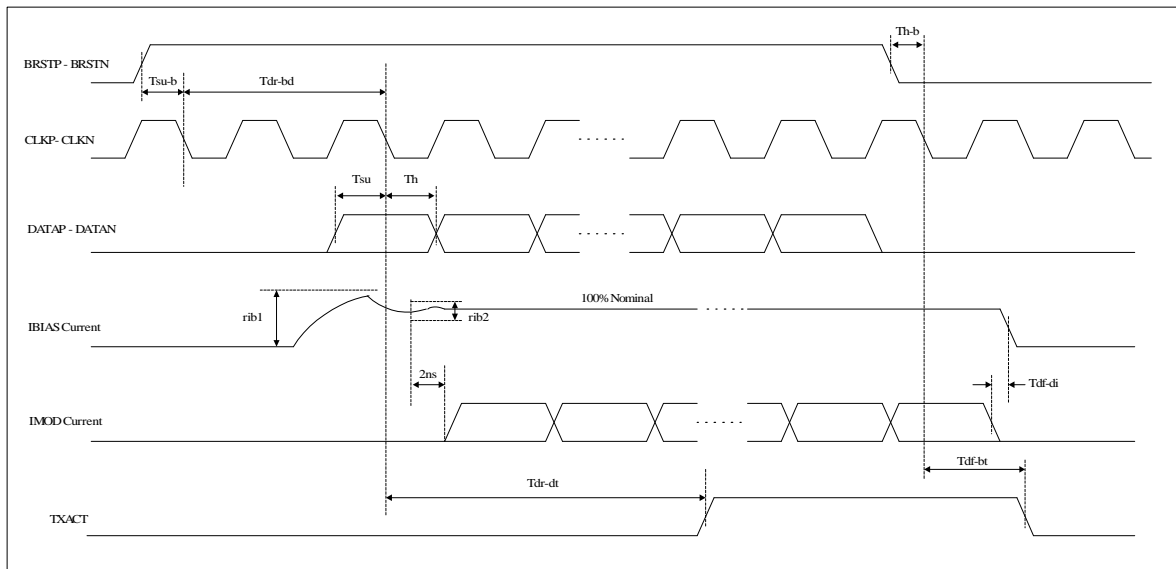 Th-b
BRSTP - BRSTN
Tsu-b
Tdr-bd
CLKP- CLKN
Tsu
Th
DATAP - DATAN
100% Nominal
rib1
rib2
IBIAS Current
2ns
Tdf-di
IMOD Current
Tdf-bt
Tdr-dt
TXACT